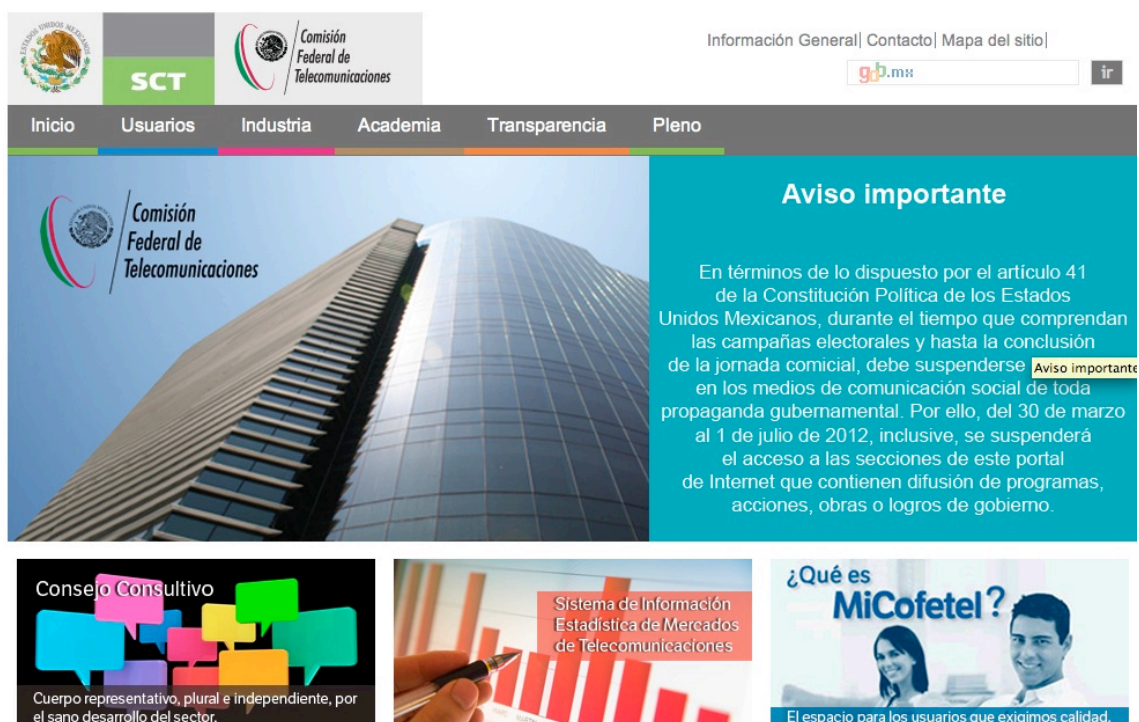 ESTADOS UNIDOS MEXICANOS
SCT
Comisión
Federal de
Telecomunicaciones
Información General| Contacto| Mapa del sitio|
gob.mx
ir
Inicio Usuarios Industria Academia Transparencia Pleno
Comisión
Federal de
Telecomunicaciones
Aviso importante
En términos de lo dispuesto por el artículo 41
de la Constitución Política de los Estados
Unidos Mexicanos, durante el tiempo que comprendan
las campañas electorales y hasta la conclusión
de la jornada comicial, debe suspenderse
Aviso importante
en los medios de comunicación social de toda
propaganda gubernamental. Por ello, del 30 de marzo
al 1 de julio de 2012, inclusive, se suspenderá
el acceso a las secciones de este portal
de Internet que contienen difusión de programas,
acciones, obras o logros de gobierno.
Consejo Consultivo
Cuerpo representativo, plural e independiente, por
el sano desarrollo del sector.
Sistema de Información
Estadística de Mercados
de Telecomunicaciones
¿Qué es
MiCofetel?
El espacio para los usuarios que exigimos calidad,